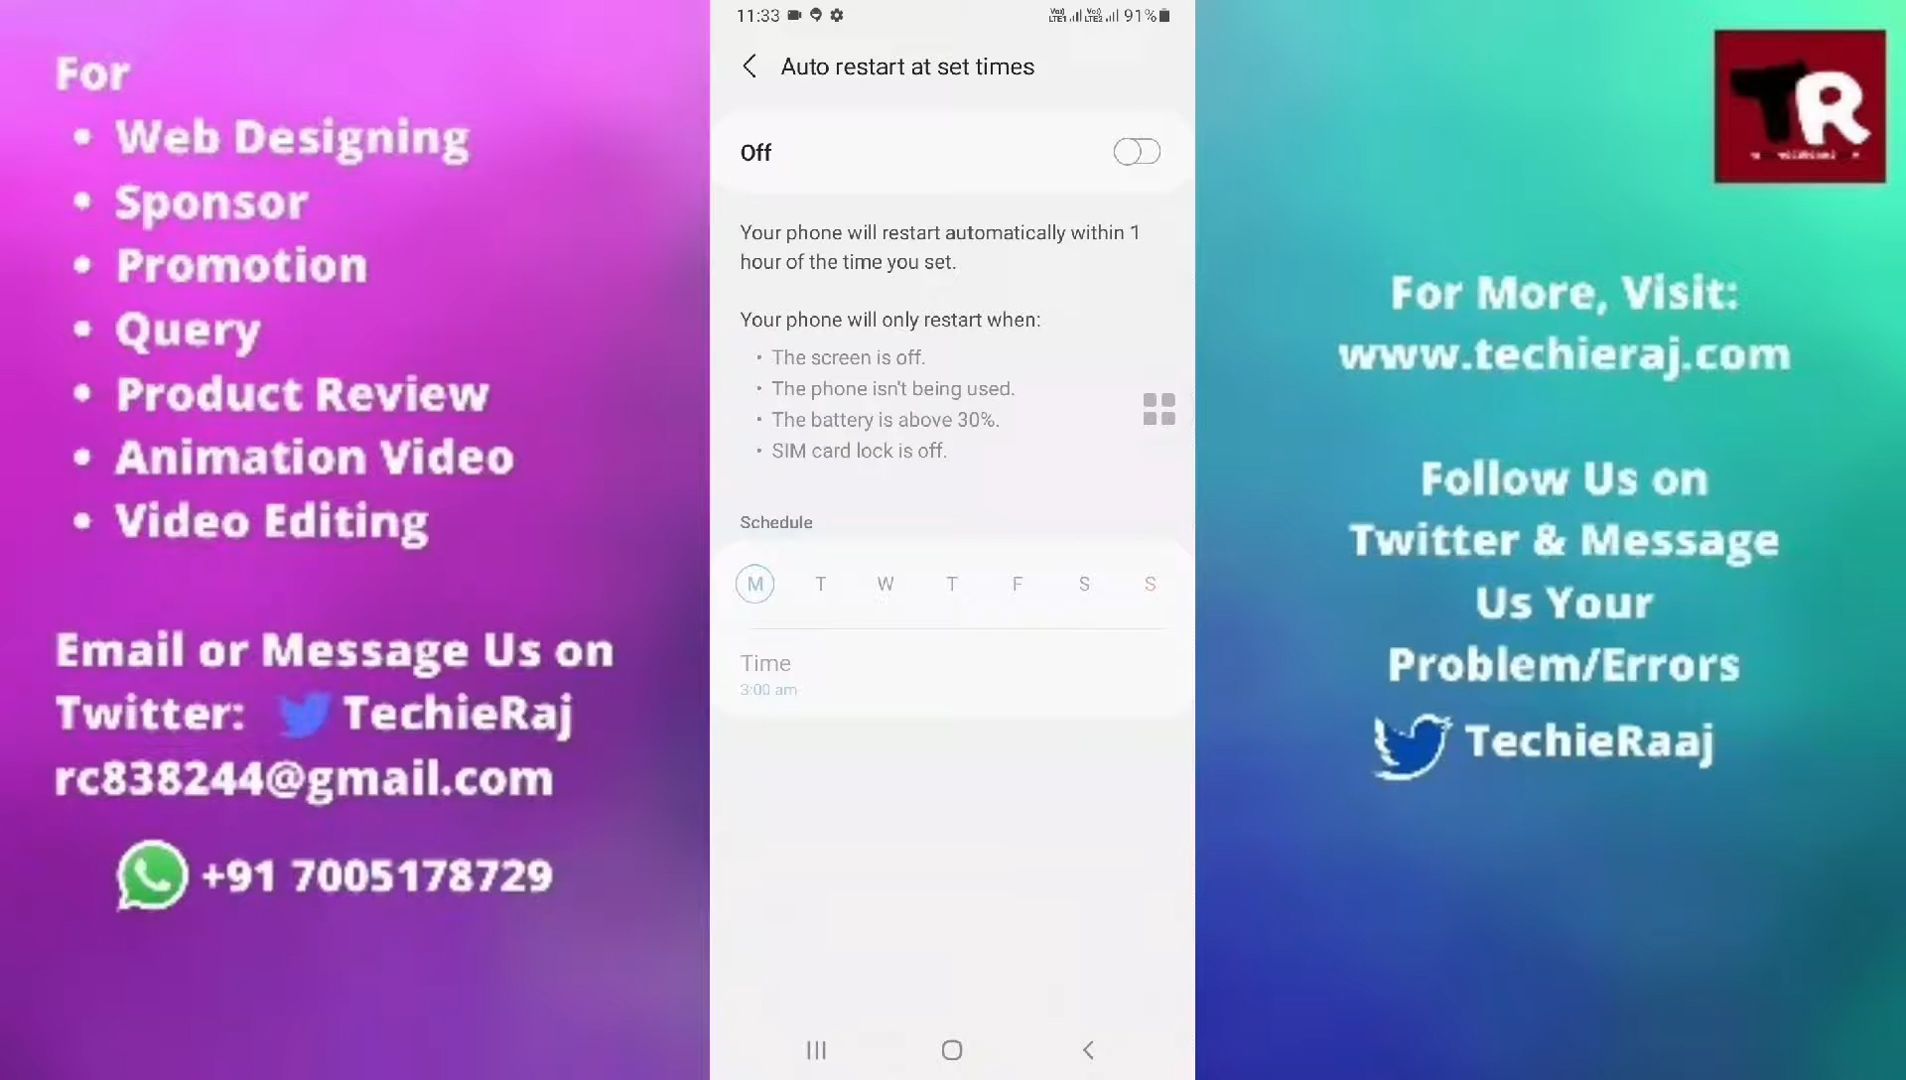 For
• Web Designing
• Sponsor
• Promotion
• Query
• Product Review
• Animation Video
• Video Editing
Email or Message Us on
Twitter: TechieRaj
rc838244@gmail.com
+91 7005178729
11:33 Vo) LTE1 Vo) LTE2 91%
Auto restart at set times
Off
Your phone will restart automatically within 1
hour of the time you set.
Your phone will only restart when:
• The screen is off.
• The phone isn't being used.
• The battery is above 30%.
• SIM card lock is off.
Schedule
M T W T F S S
Time
3:00 am
TR
For More, Visit:
www.techieraj.com
Follow Us on
Twitter & Message
Us Your
Problem/Errors
TechieRaaj